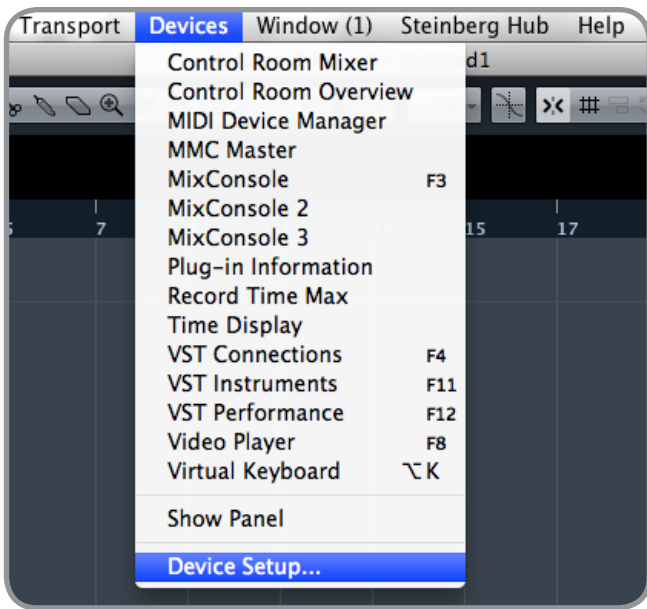 Transport Devices Window (1) Steinberg Hub Help
d1
Control Room Mixer
Control Room Overview
MIDI Device Manager
MMC Master
MixConsole F3
MixConsole 2
7 15 17
MixConsole 3
Plug-in Information
Record Time Max
Time Display
VST Connections F4
VST Instruments F11
VST Performance F12
Video Player F8
Virtual Keyboard ⌥K
Show Panel
Device Setup...